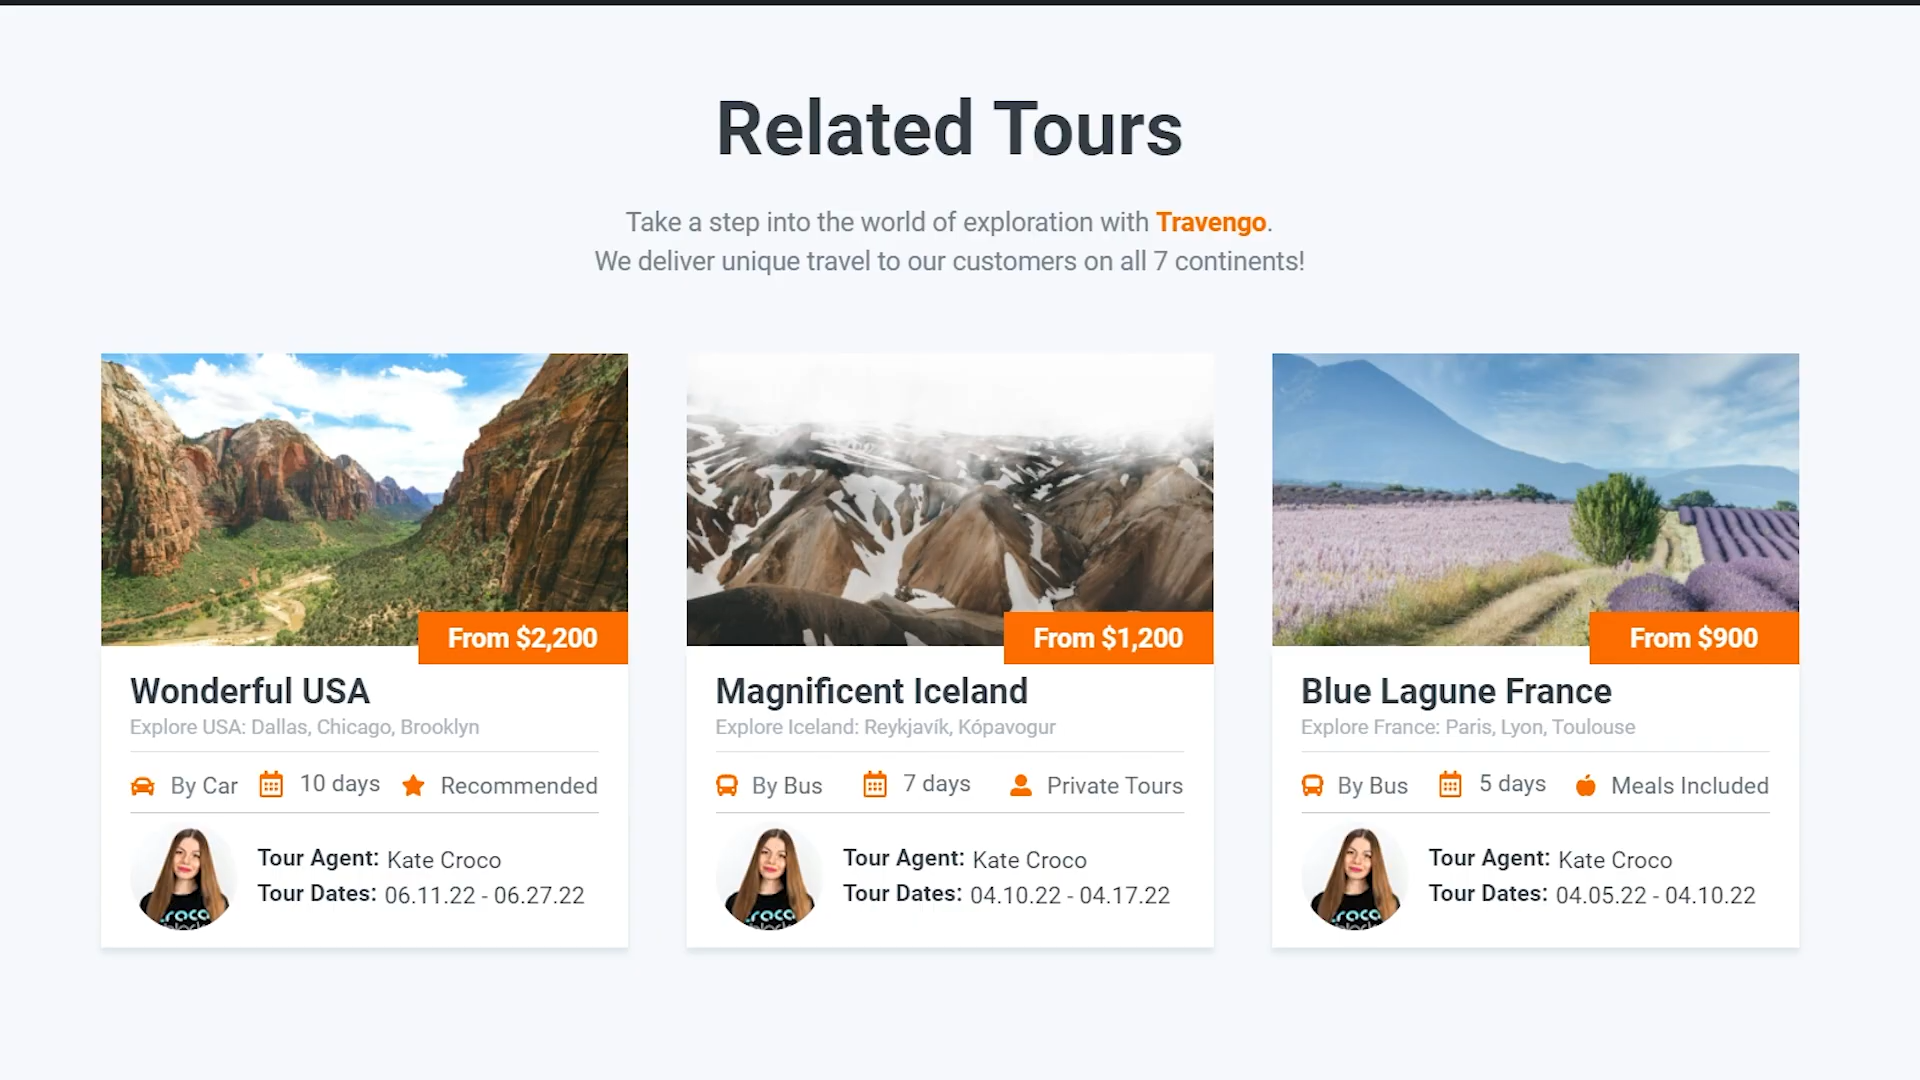 Related Tours
Take a step into the world of exploration with Travengo.
We deliver unique travel to our customers on all 7 continents!
From $2,200
Wonderful USA
Explore USA: Dallas, Chicago, Brooklyn
By Car 10 days Recommended
Tour Agent: Kate Croco
Tour Dates: 06.11.22 - 06.27.22
From $1,200
Magnificent Iceland
Explore Iceland: Reykjavík, Kópavogur
By Bus 7 days Private Tours
Tour Agent: Kate Croco
Tour Dates: 04.10.22 - 04.17.22
From $900
Blue Lagune France
Explore France: Paris, Lyon, Toulouse
By Bus 5 days Meals Included
Tour Agent: Kate Croco
Tour Dates: 04.05.22 - 04.10.22